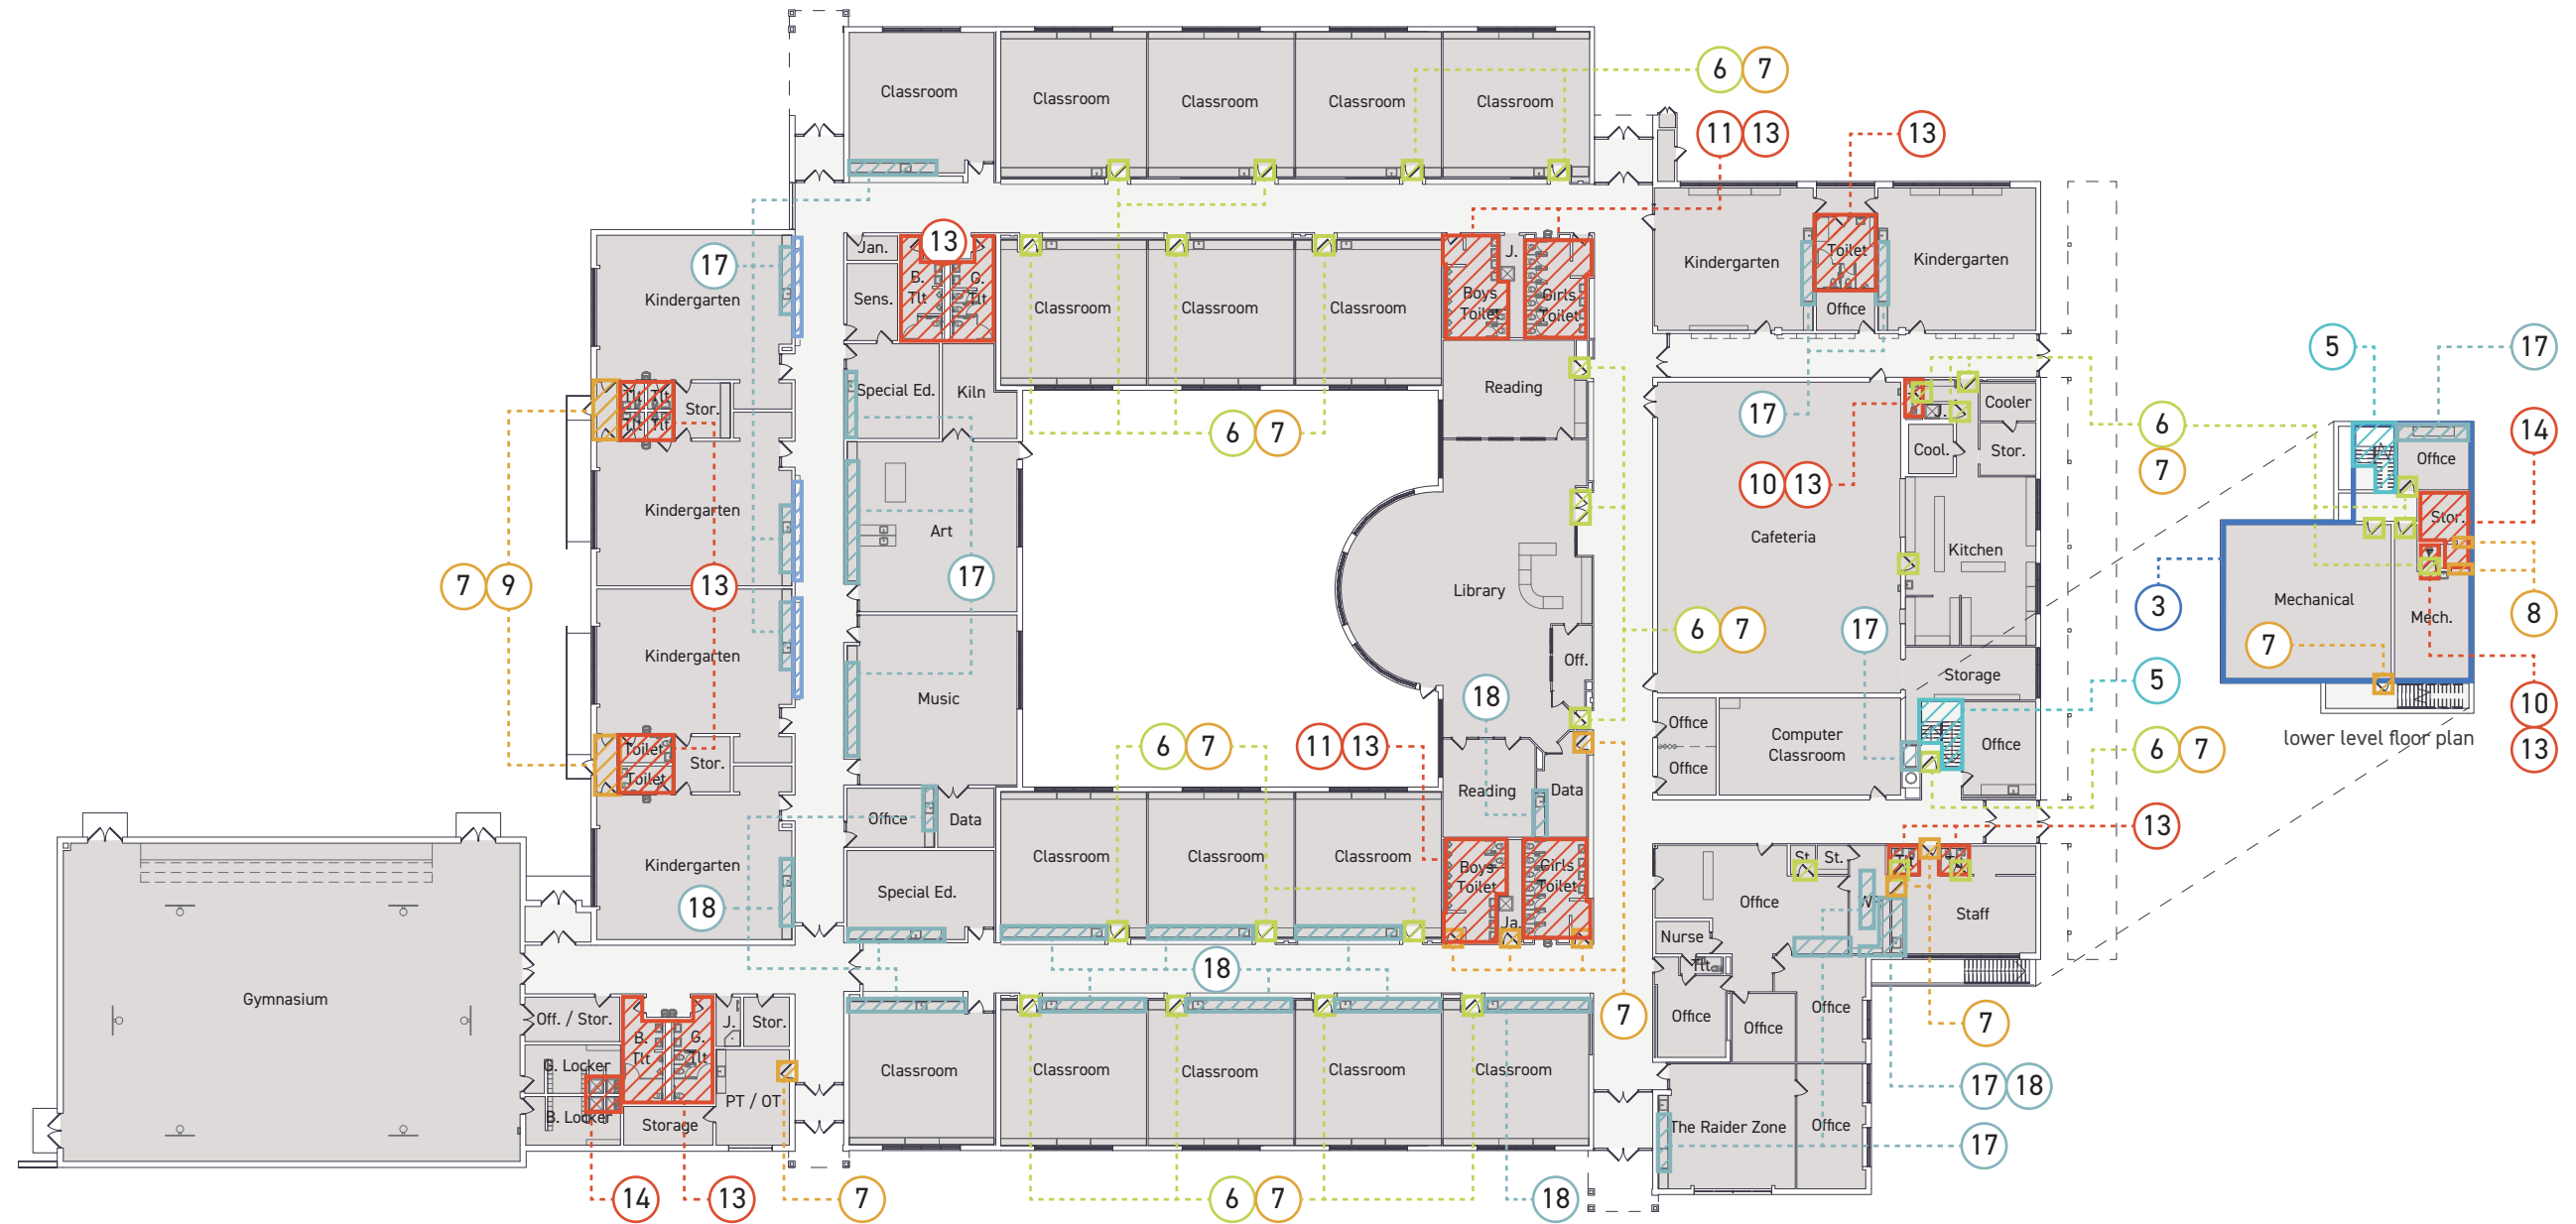 Classroom
Classroom
Classroom
Classroom
Classroom
6 7
11 13
13
Jan.
13
B.
Tlt
G.
Tlt
Sens.
Classroom
Classroom
Classroom
J.
Boys
Toilet
Girls
Toilet
Kindergarten
Toilet
Kindergarten
Office
17
Kindergarten
Special Ed.
Kiln
Reading
Tlt Tlt
Tlt Tlt
Stor.
6 7
17
J.
Cooler
Cool.
Stor.
10 13
6
7
5
17
14
Office
Stor.
Kindergarten
Art
17
Library
Cafeteria
Kitchen
7 9
13
Kindergarten
Music
Off.
18
6 7
17
Storage
5
3
Mechanical
Mech.
7
8
10
13
lower level floor plan
Toilet
Toilet
Stor.
6 7
11 13
Office
Office
Computer
Classroom
Office
6 7
Reading
Data
Office
Data
13
Kindergarten
18
Special Ed.
Classroom
Classroom
Classroom
Boys
Toilet
Girls
Toilet
Ja.
St.
St.
Office
Staff
Nurse
Tlt
18
7
Gymnasium
Off. / Stor.
B.
Tlt
G.
Tlt
J.
Stor.
G. Locker
B. Locker
PT / OT
Storage
Classroom
Classroom
Classroom
Classroom
Classroom
Office
Office
Office
7
17 18
The Raider Zone
Office
17
14
13
7
6 7
18